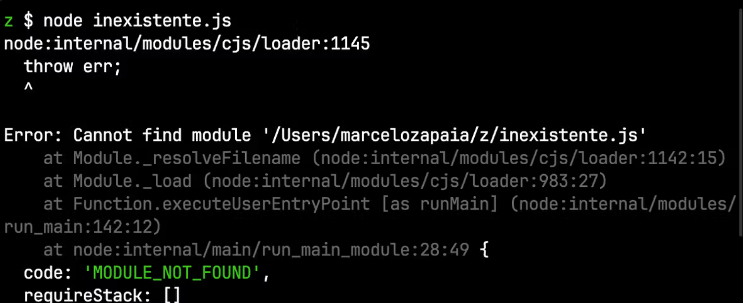 z $ node inexistente.js
node:internal/modules/cjs/loader:1145
  throw err;
  ^

Error: Cannot find module '/Users/marcelozapaia/z/inexistente.js'
    at Module._resolveFilename (node:internal/modules/cjs/loader:1142:15)
    at Module._load (node:internal/modules/cjs/loader:983:27)
    at Function.executeUserEntryPoint [as runMain] (node:internal/modules/
run_main:142:12)
    at node:internal/main/run_main_module:28:49 {
  code: 'MODULE_NOT_FOUND',
  requireStack: []